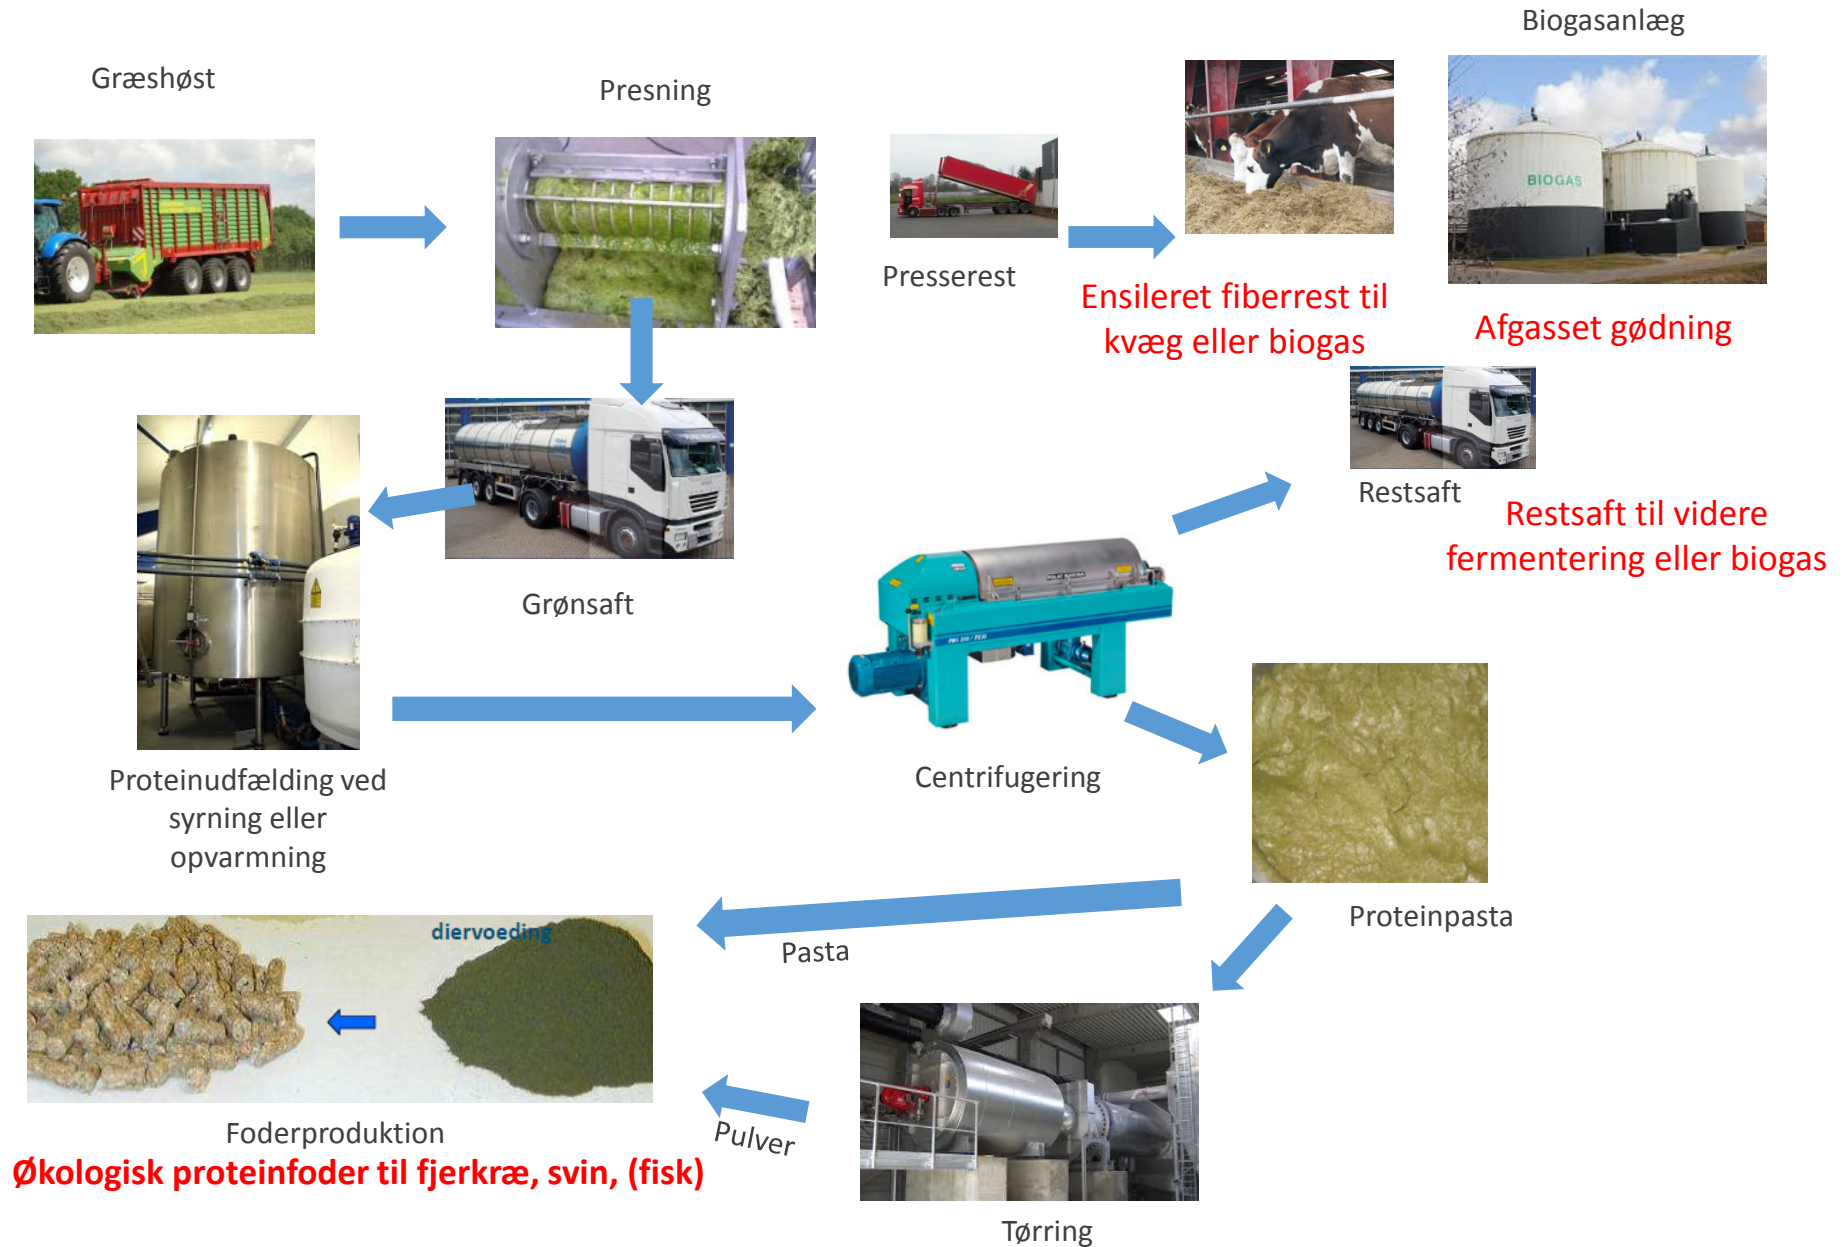 Biogasanlæg
Græshøst
Presning
BIOGAS
Presserest
Ensileret fiberrest til
kvæg eller biogas
Afgasset gødning
Restsaft
Restsaft til videre
fermentering eller biogas
Grønsaft
Centrifugering
Proteinudfælding ved
syrning eller
opvarmning
Proteinpasta
Pasta
diervoeding
Pulver
Foderproduktion
Økologisk proteinfoder til fjerkræ, svin, (fisk)
Tørring